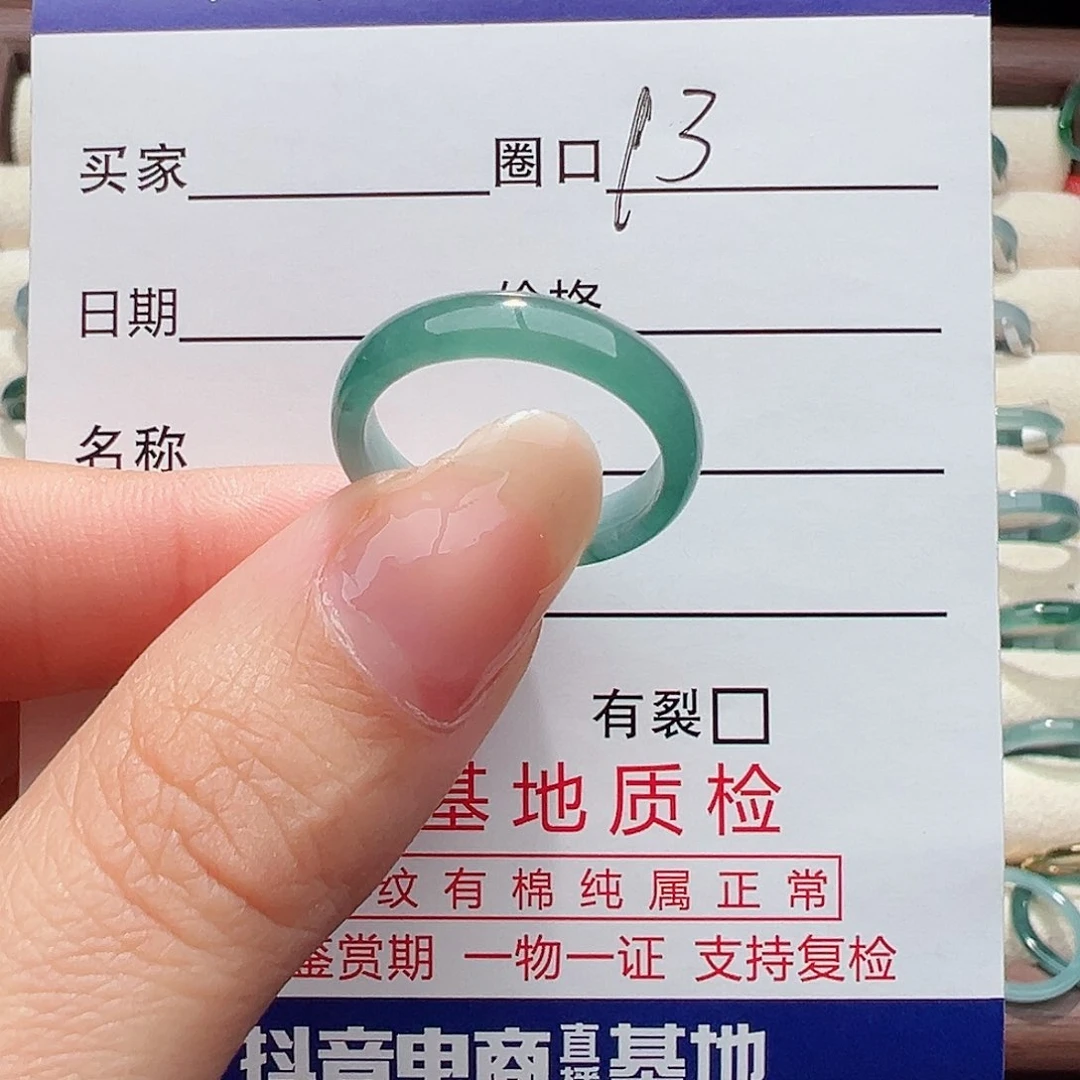 买家 圈口 13
日期 价格
名称
有裂
基地质检
纹有棉纯属正常
鉴赏期 一物一证 支持复检
抖音电商直播基地